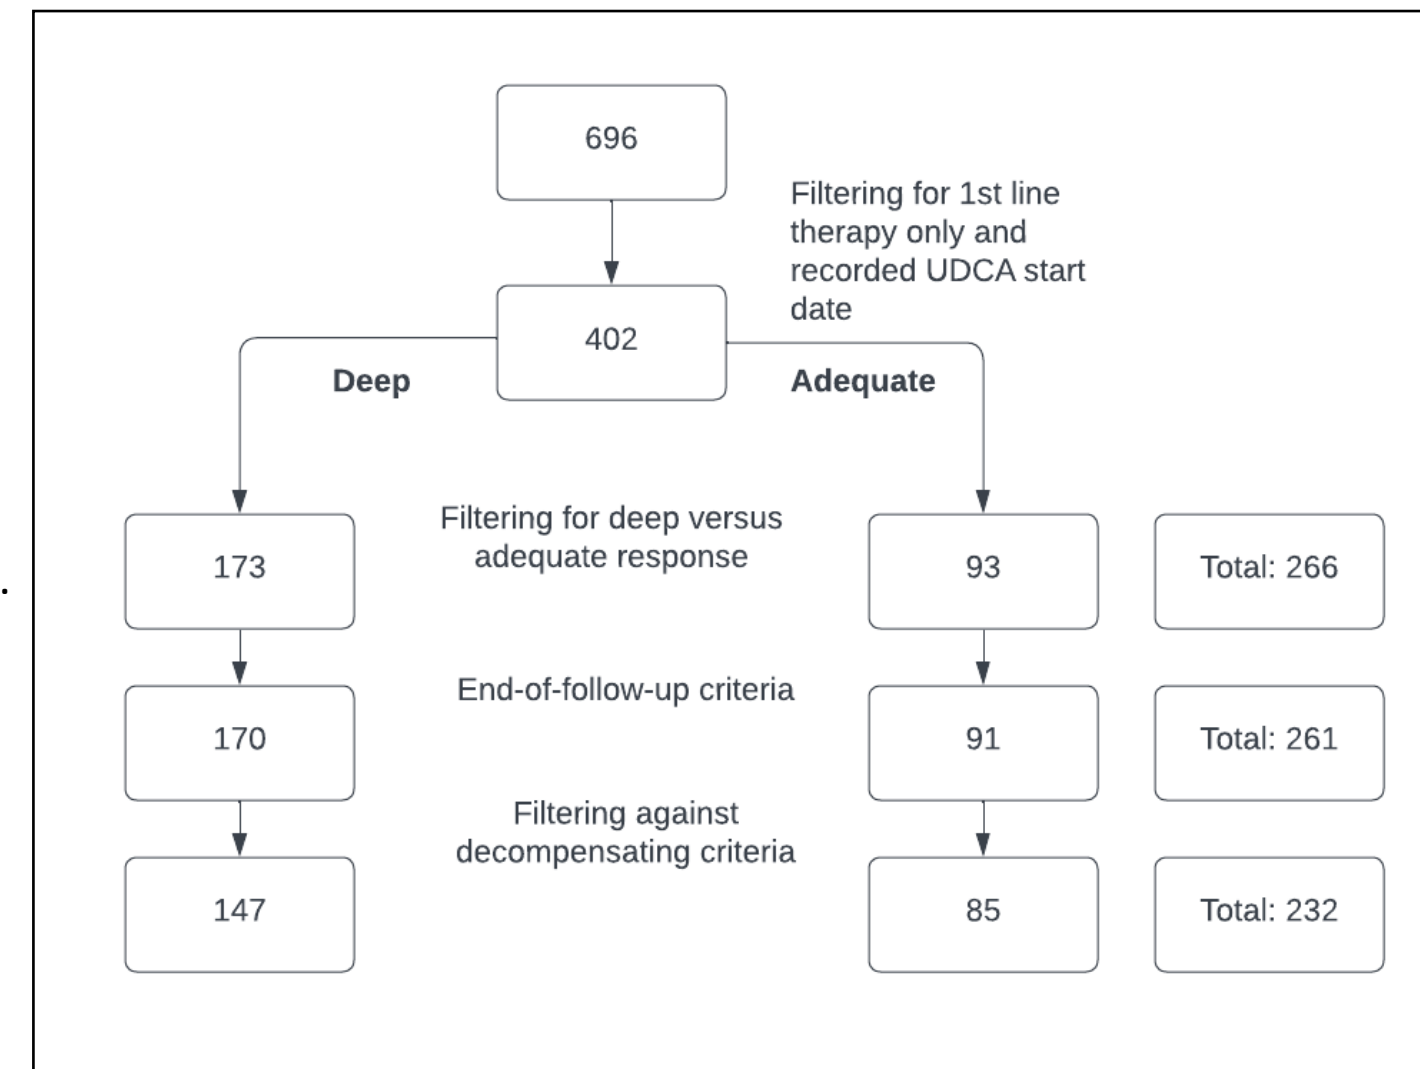 696
Filtering for 1st line
therapy only and
recorded UDCA start
date
402
Deep
Adequate
Filtering for deep versus
adequate response
173
93
Total: 266
End-of-follow-up criteria
170
91
Total: 261
Filtering against
decompensating criteria
147
85
Total: 232
.